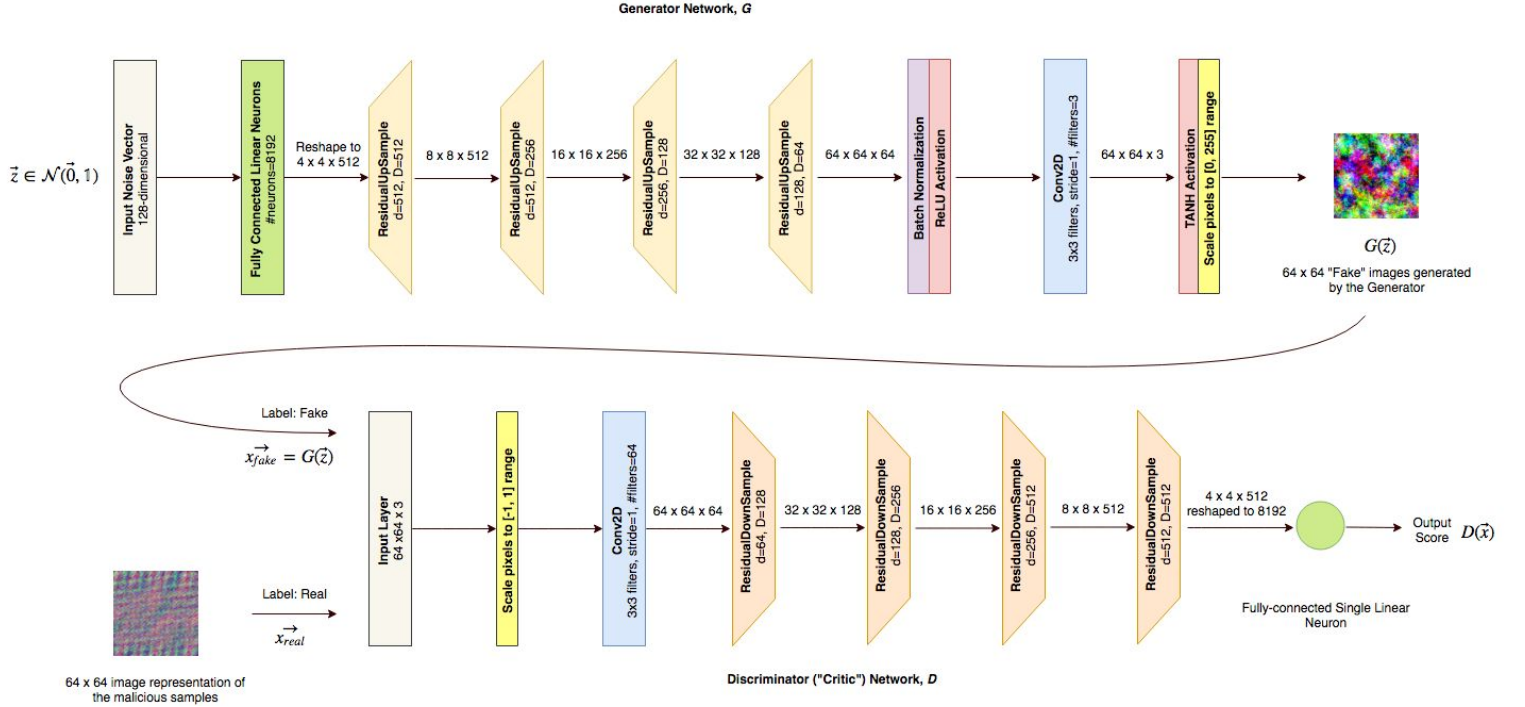 Generator Network, G
z⃗ ∈ 𝒩(0⃗, 𝟙)
Input Noise Vector
128-dimensional
Fully Connected Linear Neurons
#neurons=8192
Reshape to
4 x 4 x 512
ResidualUpSample
d=512, D=512
8 x 8 x 512
ResidualUpSample
d=512, D=256
16 x 16 x 256
ResidualUpSample
d=256, D=128
32 x 32 x 128
ResidualUpSample
d=128, D=64
64 x 64 x 64
Batch Normalization
ReLU Activation
Conv2D
3x3 filters, stride=1, #filters=3
64 x 64 x 3
TANH Activation
Scale pixels to [0, 255] range
G(z⃗)
64 x 64 "Fake" images generated
by the Generator
Label: Fake
x⃗_fake = G(z⃗)
Label: Real
x⃗_real
64 x 64 image representation of
the malicious samples
Input Layer
64 x64 x 3
Scale pixels to [-1, 1] range
Conv2D
3x3 filters, stride=1, #filters=64
64 x 64 x 64
ResidualDownSample
d=64, D=128
32 x 32 x 128
ResidualDownSample
d=128, D=256
16 x 16 x 256
ResidualDownSample
d=256, D=512
8 x 8 x 512
ResidualDownSample
d=512, D=512
4 x 4 x 512
reshaped to 8192
Output
Score
D(x⃗)
Fully-connected Single Linear
Neuron
Discriminator ("Critic") Network, D